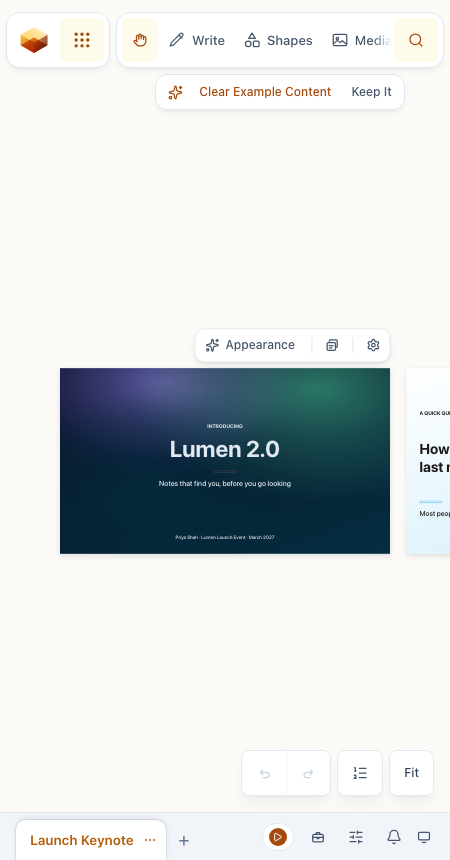 Write
Shapes
Media
Clear Example Content
Keep It
Appearance
INTRODUCING
Lumen 2.0
Notes that find you, before you go looking
Priya Shah · Lumen Launch Event · March 2027
A QUICK QU
How
last
Most peop
Fit
Launch Keynote